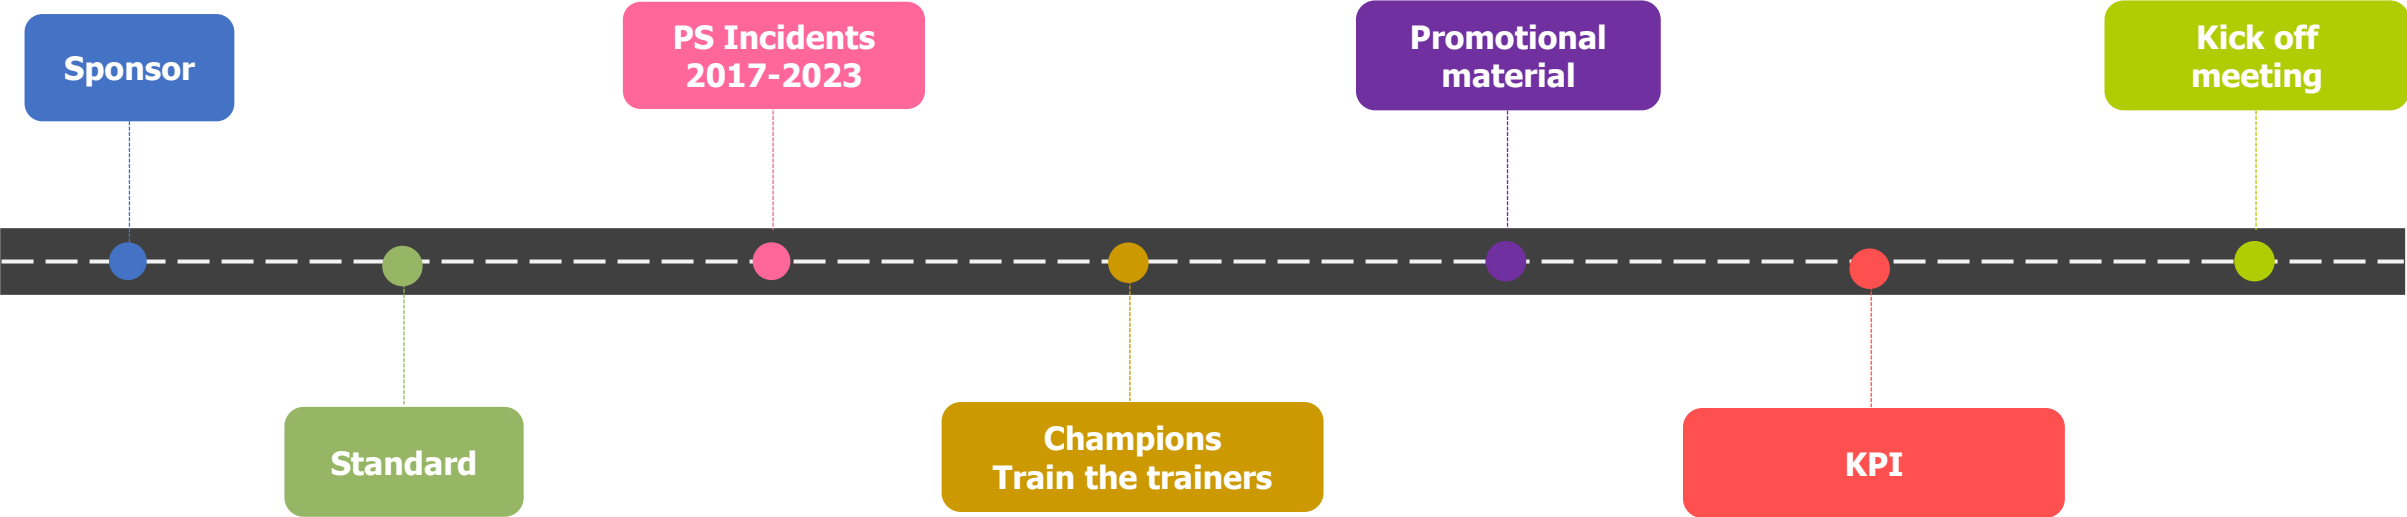 Sponsor
Standard
PS Incidents
2017-2023
Champions
Train the trainers
Promotional
material
KPI
Kick off
meeting